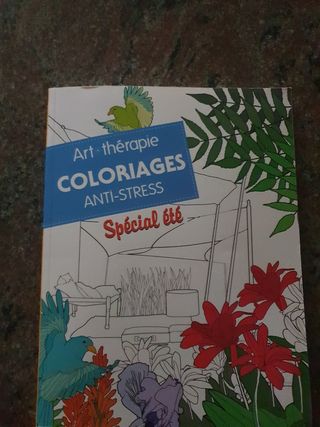 Art-thérapie
COLORIAGES
ANTI-STRESS
Spécial été